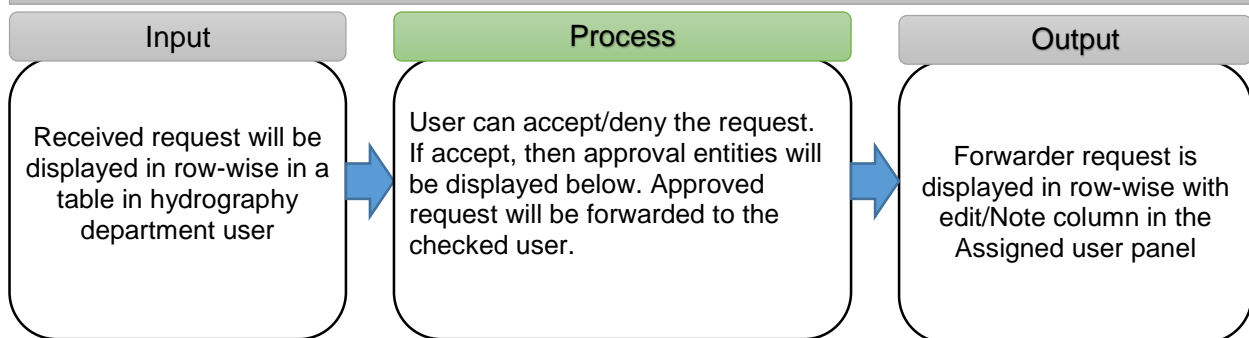 Input
Received request will be
displayed in row-wise in a
table in hydrography
department user
Process
User can accept/deny the request.
If accept, then approval entities will
be displayed below. Approved
request will be forwarded to the
checked user.
Output
Forwarder request is
displayed in row-wise with
edit/Note column in the
Assigned user panel